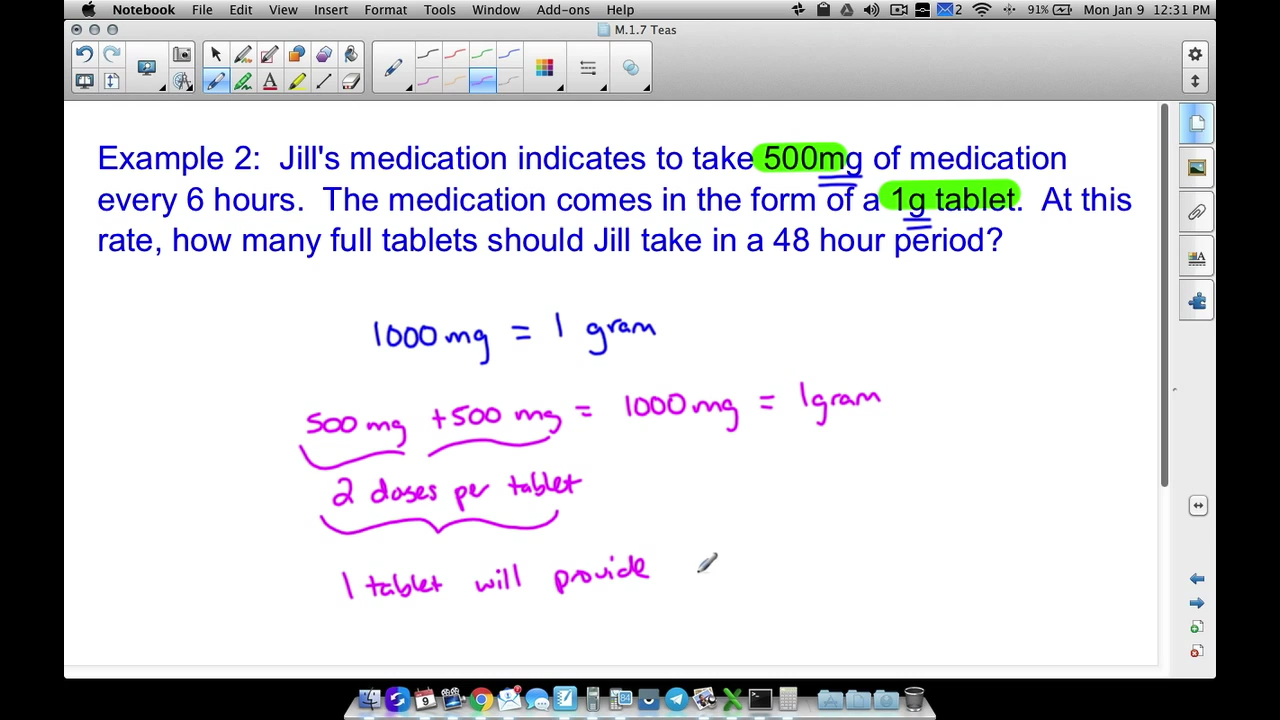 Notebook File Edit View Insert Format Tools Window Add-ons Help 2 91% Mon Jan 9 12:31 PM
M.1.7 Teas
Example 2: Jill's medication indicates to take 500mg of medication
every 6 hours. The medication comes in the form of a 1g tablet. At this
rate, how many full tablets should Jill take in a 48 hour period?
1000 mg = 1 gram
500 mg + 500 mg = 1000 mg = 1 gram
2 doses per tablet
1 tablet will provide